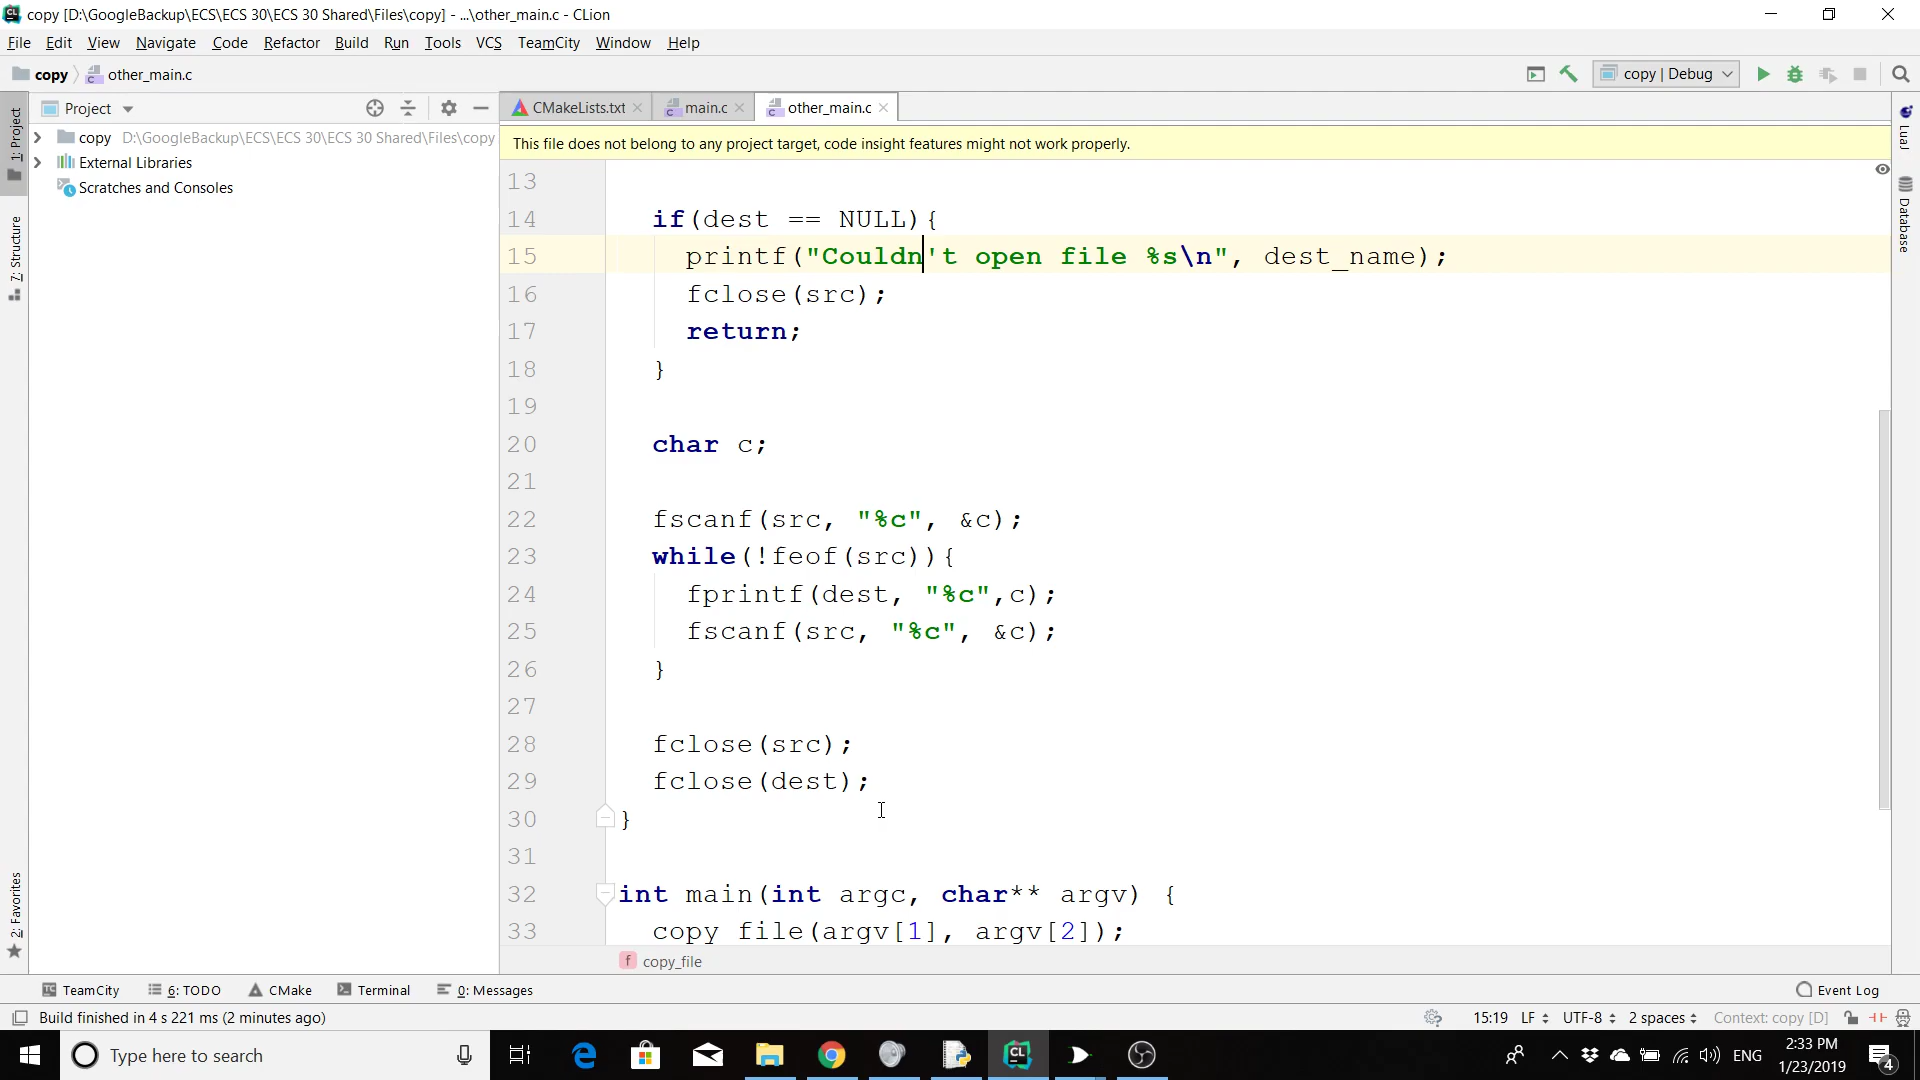 copy [D:\GoogleBackup\ECS\ECS 30\ECS 30 Shared\Files\copy] - ...\other_main.c - CLion
File Edit View Navigate Code Refactor Build Run Tools VCS TeamCity Window Help
copy other_main.c copy | Debug
Project CMakeLists.txt main.c other_main.c
1: Project
7: Structure
2: Favorites
LuaJ
Database
copy D:\GoogleBackup\ECS\ECS 30\ECS 30 Shared\Files\copy
External Libraries
Scratches and Consoles
This file does not belong to any project target, code insight features might not work properly.
13
14 if(dest == NULL){
15 printf("Couldn't open file %s\n", dest_name);
16 fclose(src);
17 return;
18 }
19
20 char c;
21
22 fscanf(src, "%c", &c);
23 while(!feof(src)){
24 fprintf(dest, "%c",c);
25 fscanf(src, "%c", &c);
26 }
27
28 fclose(src);
29 fclose(dest);
30 }
31
32 int main(int argc, char** argv) {
33 copy file(argv[1], argv[2]);
f copy_file
TeamCity 6: TODO CMake Terminal 0: Messages Event Log
Build finished in 4 s 221 ms (2 minutes ago) 15:19 LF UTF-8 2 spaces Context: copy [D]
Type here to search ENG 2:33 PM
1/23/2019 4